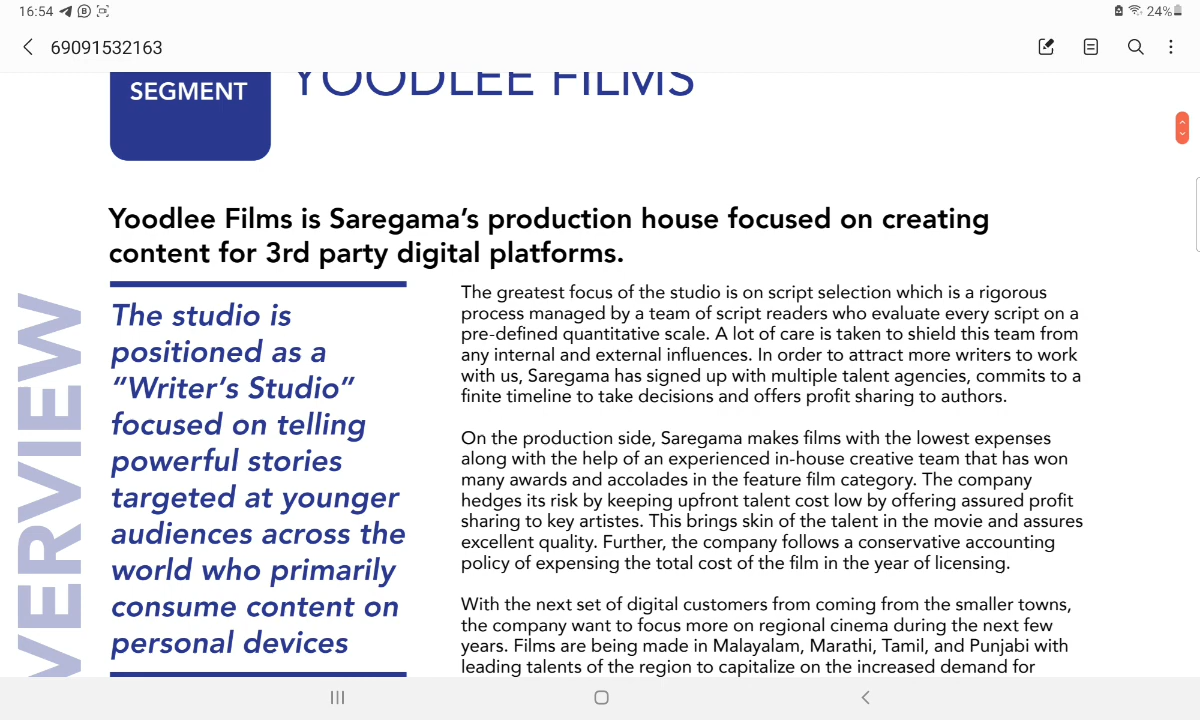 16:54
24%
69091532163
SEGMENT
YOODLEE FILMS
Yoodlee Films is Saregama's production house focused on creating
content for 3rd party digital platforms.
VERVIEW
The studio is
positioned as a
"Writer's Studio"
focused on telling
powerful stories
targeted at younger
audiences across the
world who primarily
consume content on
personal devices
The greatest focus of the studio is on script selection which is a rigorous
process managed by a team of script readers who evaluate every script on a
pre-defined quantitative scale. A lot of care is taken to shield this team from
any internal and external influences. In order to attract more writers to work
with us, Saregama has signed up with multiple talent agencies, commits to a
finite timeline to take decisions and offers profit sharing to authors.
On the production side, Saregama makes films with the lowest expenses
along with the help of an experienced in-house creative team that has won
many awards and accolades in the feature film category. The company
hedges its risk by keeping upfront talent cost low by offering assured profit
sharing to key artistes. This brings skin of the talent in the movie and assures
excellent quality. Further, the company follows a conservative accounting
policy of expensing the total cost of the film in the year of licensing.
With the next set of digital customers from coming from the smaller towns,
the company want to focus more on regional cinema during the next few
years. Films are being made in Malayalam, Marathi, Tamil, and Punjabi with
leading talents of the region to capitalize on the increased demand for